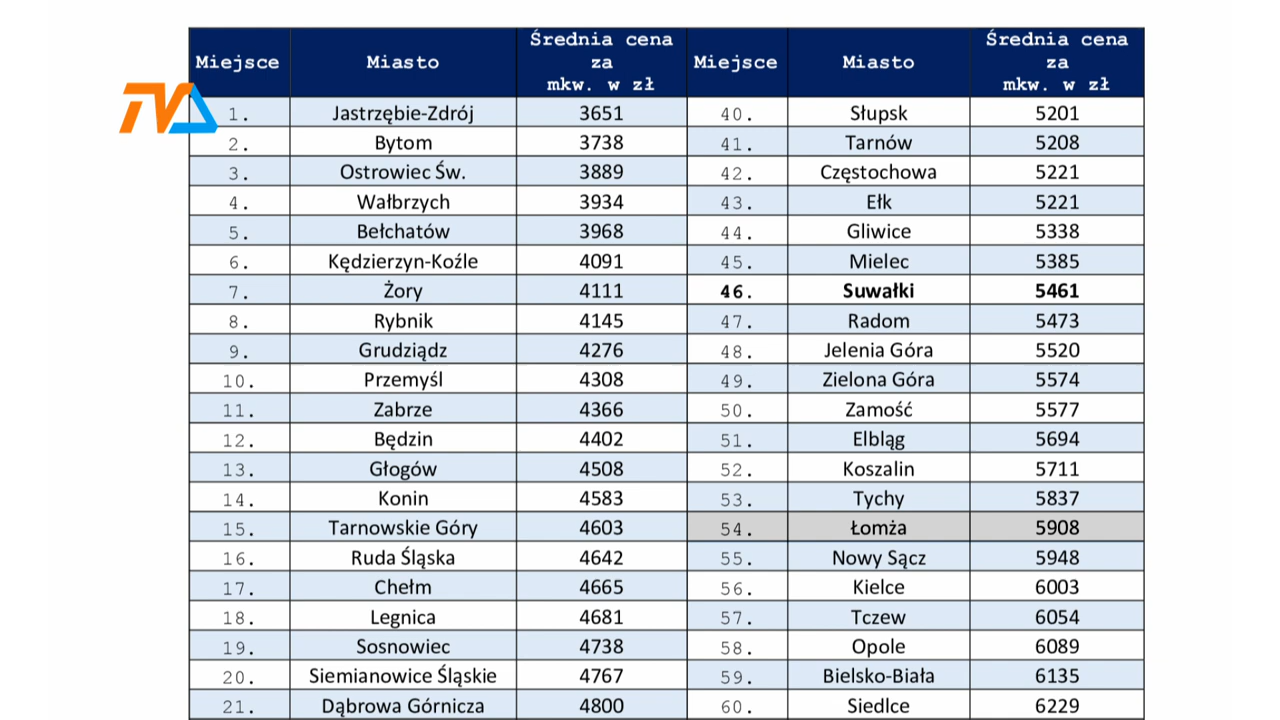 Miejsce Miasto Średnia cena za mkw. w zł Miejsce Miasto Średnia cena za mkw. w zł
TVA
1. Jastrzębie-Zdrój 3651 40. Słupsk 5201
2. Bytom 3738 41. Tarnów 5208
3. Ostrowiec Św. 3889 42. Częstochowa 5221
4. Wałbrzych 3934 43. Ełk 5221
5. Bełchatów 3968 44. Gliwice 5338
6. Kędzierzyn-Koźle 4091 45. Mielec 5385
7. Żory 4111 46. Suwałki 5461
8. Rybnik 4145 47. Radom 5473
9. Grudziądz 4276 48. Jelenia Góra 5520
10. Przemyśl 4308 49. Zielona Góra 5574
11. Zabrze 4366 50. Zamość 5577
12. Będzin 4402 51. Elbląg 5694
13. Głogów 4508 52. Koszalin 5711
14. Konin 4583 53. Tychy 5837
15. Tarnowskie Góry 4603 54. Łomża 5908
16. Ruda Śląska 4642 55. Nowy Sącz 5948
17. Chełm 4665 56. Kielce 6003
18. Legnica 4681 57. Tczew 6054
19. Sosnowiec 4738 58. Opole 6089
20. Siemianowice Śląskie 4767 59. Bielsko-Biała 6135
21. Dąbrowa Górnicza 4800 60. Siedlce 6229